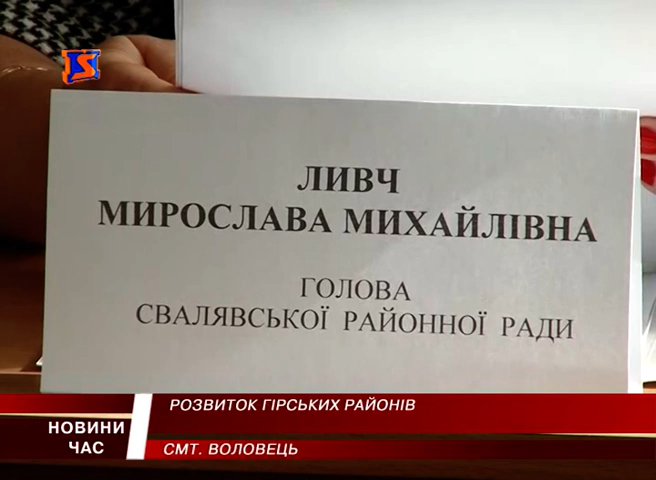 ЛИВЧ
МИРОСЛАВА МИХАЙЛІВНА
ГОЛОВА
СВАЛЯВСЬКОЇ РАЙОННОЇ РАДИ
РОЗВИТОК ГІРСЬКИХ РАЙОНІВ
НОВИНИ
ЧАС
СМТ. ВОЛОВЕЦЬ